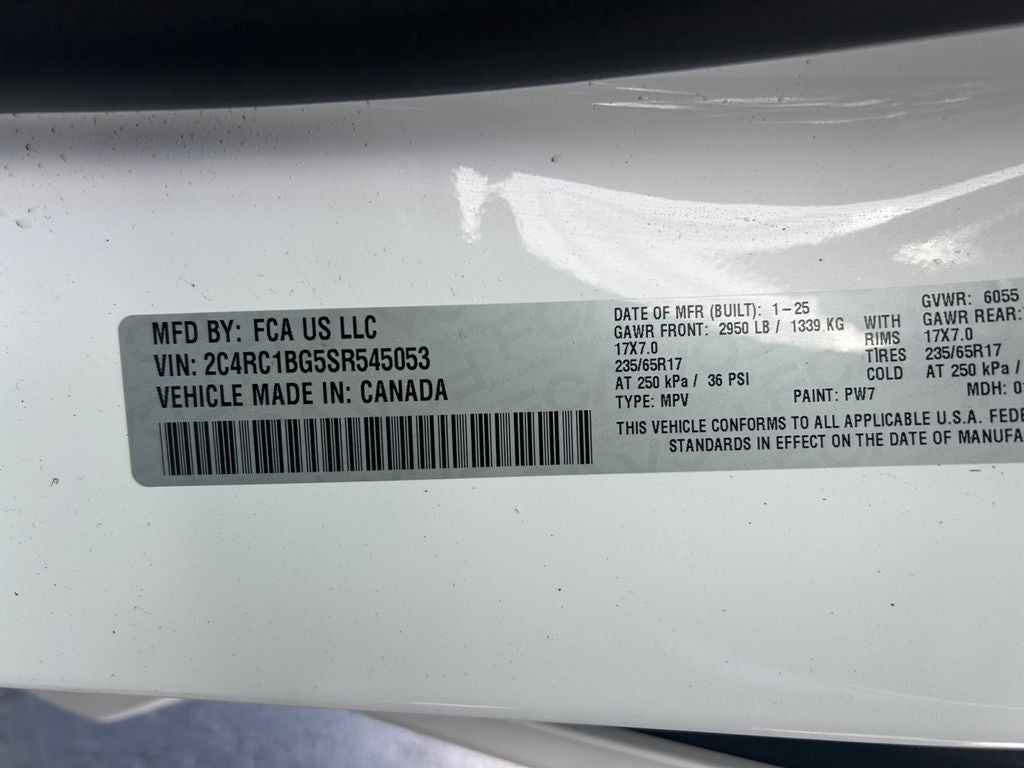 MFD BY: FCA US LLC
VIN: 2C4RC1BG5SR545053
VEHICLE MADE IN: CANADA
DATE OF MFR (BUILT): 1-25
GAWR FRONT: 2950 LB / 1339 KG
17X7.0
235/65R17
AT 250 kPa / 36 PSI
TYPE: MPV
PAINT: PW7
WITH
RIMS
TIRES
COLD
GVWR: 6055
GAWR REAR:
17X7.0
235/65R17
AT 250 kPa /
MDH:
THIS VEHICLE CONFORMS TO ALL APPLICABLE U.S.A.
STANDARDS IN EFFECT ON THE DATE OF